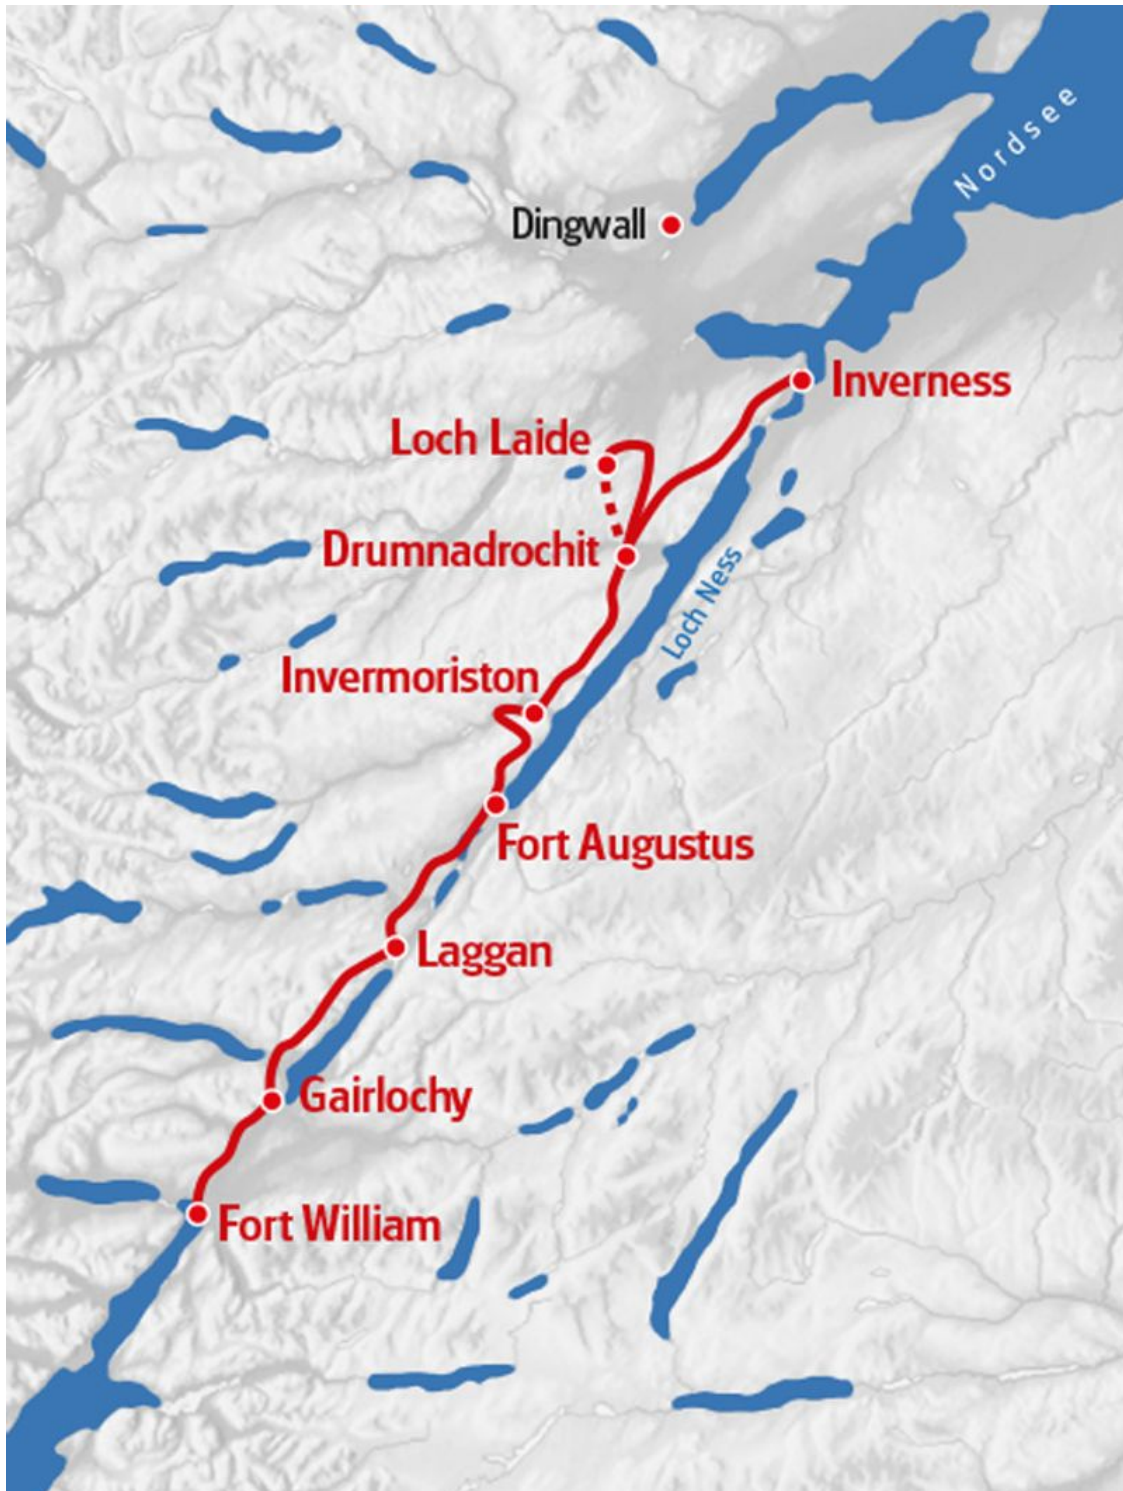 Nordsee
Dingwall
Inverness
Loch Laide
Drumnadrochit
Loch Ness
Invermoriston
Fort Augustus
Laggan
Gairlochy
Fort William